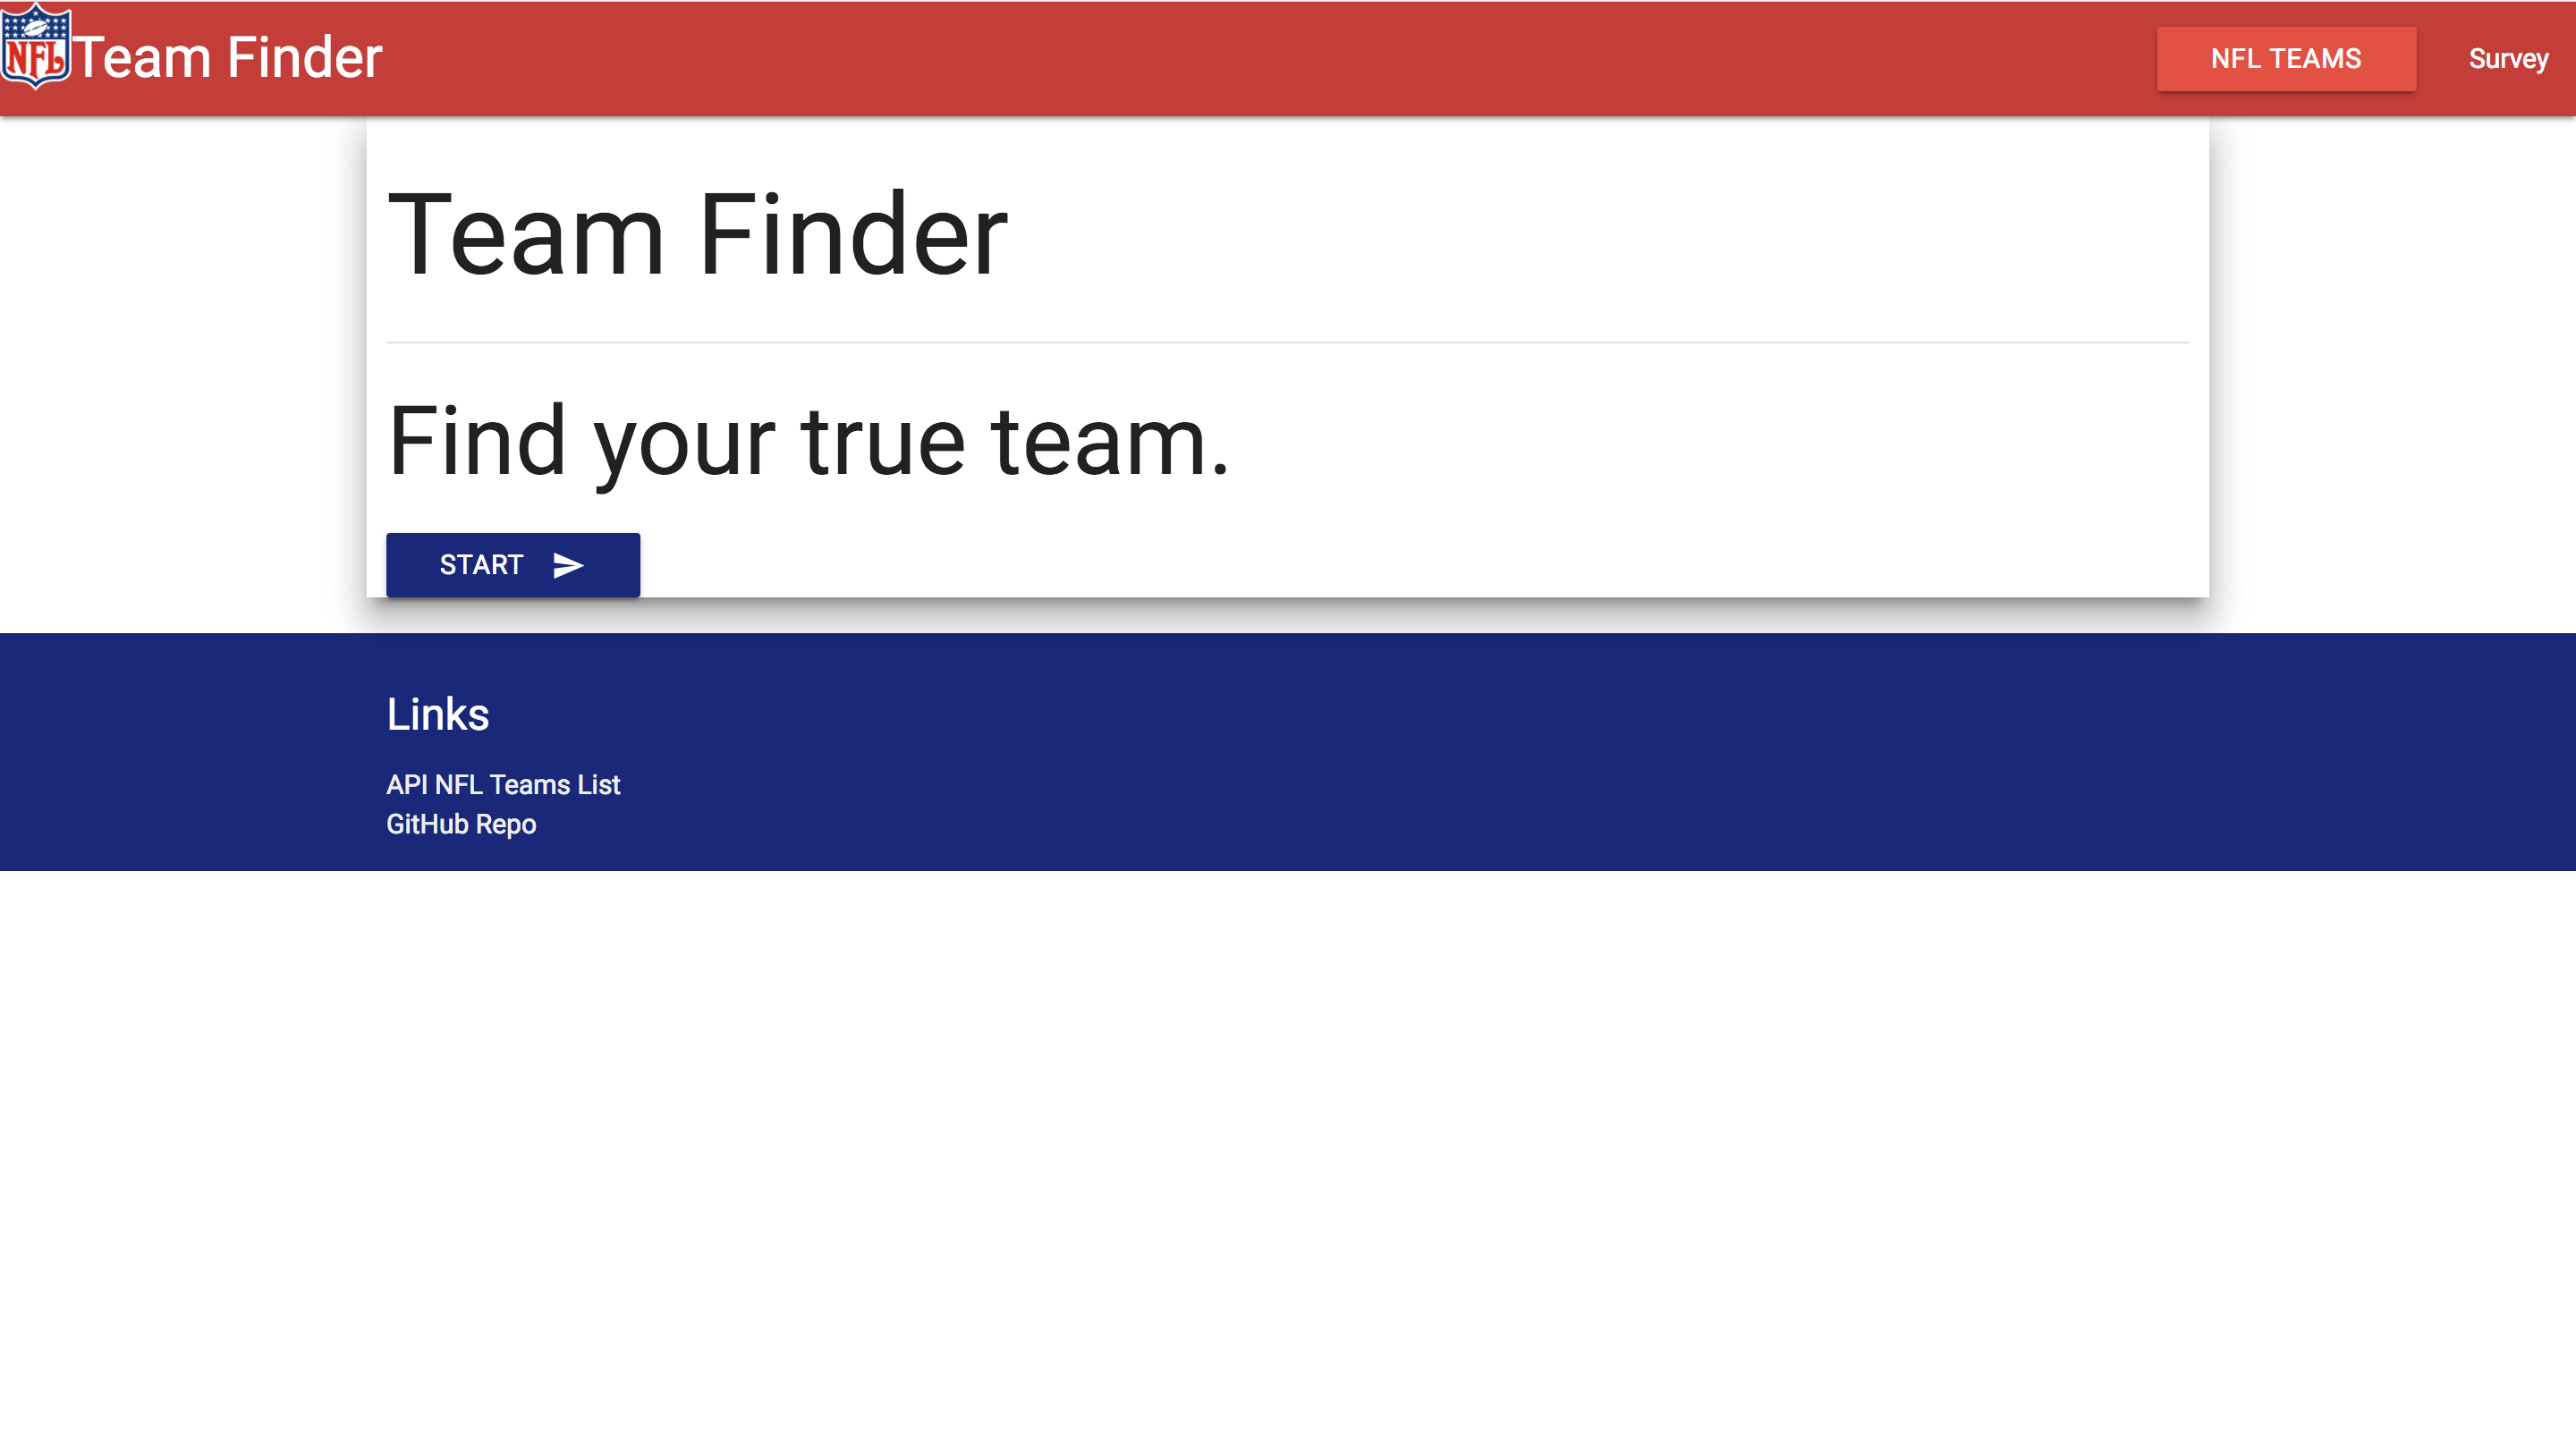 NFL Team Finder
NFL TEAMS
Survey
Team Finder
Find your true team.
START
Links
API NFL Teams List
GitHub Repo